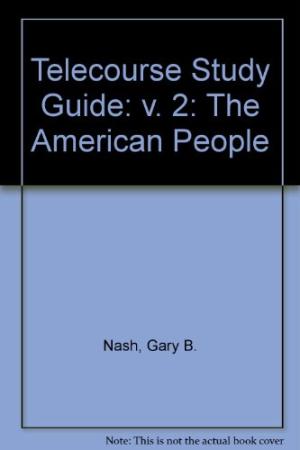 Telecourse Study
Guide: v. 2: The
American People
Nash, Gary B.
Note: This is not the actual book cover